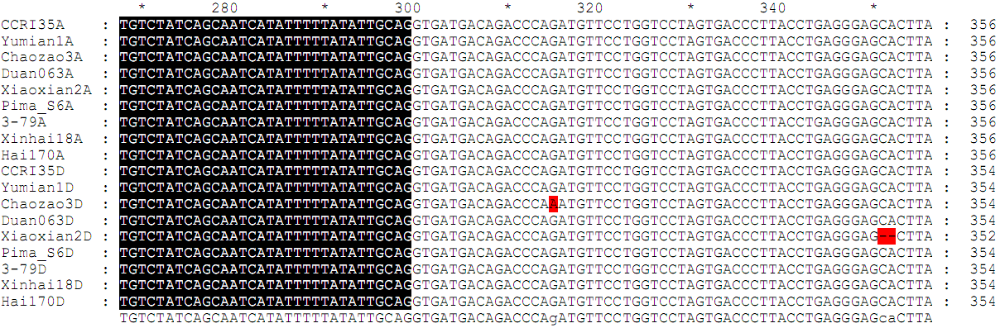 * 280 * 300 * 320 * 340 *
CCRI35A : TGTCTATCAGCAATCATATTTTTATATTGCAGGTGATGACAGACCCAGATGTTCCTGGTCCTAGTGACCCTTACCTGAGGGAGCACTTA : 356
Yumian1A : TGTCTATCAGCAATCATATTTTTATATTGCAGGTGATGACAGACCCAGATGTTCCTGGTCCTAGTGACCCTTACCTGAGGGAGCACTTA : 356
Chaozao3A : TGTCTATCAGCAATCATATTTTTATATTGCAGGTGATGACAGACCCAGATGTTCCTGGTCCTAGTGACCCTTACCTGAGGGAGCACTTA : 356
Duan063A : TGTCTATCAGCAATCATATTTTTATATTGCAGGTGATGACAGACCCAGATGTTCCTGGTCCTAGTGACCCTTACCTGAGGGAGCACTTA : 356
Xiaoxian2A : TGTCTATCAGCAATCATATTTTTATATTGCAGGTGATGACAGACCCAGATGTTCCTGGTCCTAGTGACCCTTACCTGAGGGAGCACTTA : 356
Pima_S6A : TGTCTATCAGCAATCATATTTTTATATTGCAGGTGATGACAGACCCAGATGTTCCTGGTCCTAGTGACCCTTACCTGAGGGAGCACTTA : 356
3-79A : TGTCTATCAGCAATCATATTTTTATATTGCAGGTGATGACAGACCCAGATGTTCCTGGTCCTAGTGACCCTTACCTGAGGGAGCACTTA : 356
Xinhai18A : TGTCTATCAGCAATCATATTTTTATATTGCAGGTGATGACAGACCCAGATGTTCCTGGTCCTAGTGACCCTTACCTGAGGGAGCACTTA : 356
Hai170A : TGTCTATCAGCAATCATATTTTTATATTGCAGGTGATGACAGACCCAGATGTTCCTGGTCCTAGTGACCCTTACCTGAGGGAGCACTTA : 356
CCRI35D : TGTCTATCAGCAATCATATTTTTATATTGCAGGTGATGACAGACCCAGATGTTCCTGGTCCTAGTGACCCTTACCTGAGGGAGCACTTA : 354
Yumian1D : TGTCTATCAGCAATCATATTTTTATATTGCAGGTGATGACAGACCCAGATGTTCCTGGTCCTAGTGACCCTTACCTGAGGGAGCACTTA : 354
Chaozao3D : TGTCTATCAGCAATCATATTTTTATATTGCAGGTGATGACAGACCCAAATGTTCCTGGTCCTAGTGACCCTTACCTGAGGGAGCACTTA : 354
Duan063D : TGTCTATCAGCAATCATATTTTTATATTGCAGGTGATGACAGACCCAGATGTTCCTGGTCCTAGTGACCCTTACCTGAGGGAGCACTTA : 354
Xiaoxian2D : TGTCTATCAGCAATCATATTTTTATATTGCAGGTGATGACAGACCCAGATGTTCCTGGTCCTAGTGACCCTTACCTGAGGGAG--CTTA : 352
Pima_S6D : TGTCTATCAGCAATCATATTTTTATATTGCAGGTGATGACAGACCCAGATGTTCCTGGTCCTAGTGACCCTTACCTGAGGGAGCACTTA : 354
3-79D : TGTCTATCAGCAATCATATTTTTATATTGCAGGTGATGACAGACCCAGATGTTCCTGGTCCTAGTGACCCTTACCTGAGGGAGCACTTA : 354
Xinhai18D : TGTCTATCAGCAATCATATTTTTATATTGCAGGTGATGACAGACCCAGATGTTCCTGGTCCTAGTGACCCTTACCTGAGGGAGCACTTA : 354
Hai170D : TGTCTATCAGCAATCATATTTTTATATTGCAGGTGATGACAGACCCAGATGTTCCTGGTCCTAGTGACCCTTACCTGAGGGAGCACTTA : 354
TGTCTATCAGCAATCATATTTTTATATTGCAGGTGATGACAGACCCAgATGTTCCTGGTCCTAGTGACCCTTACCTGAGGGAGcaCTTA